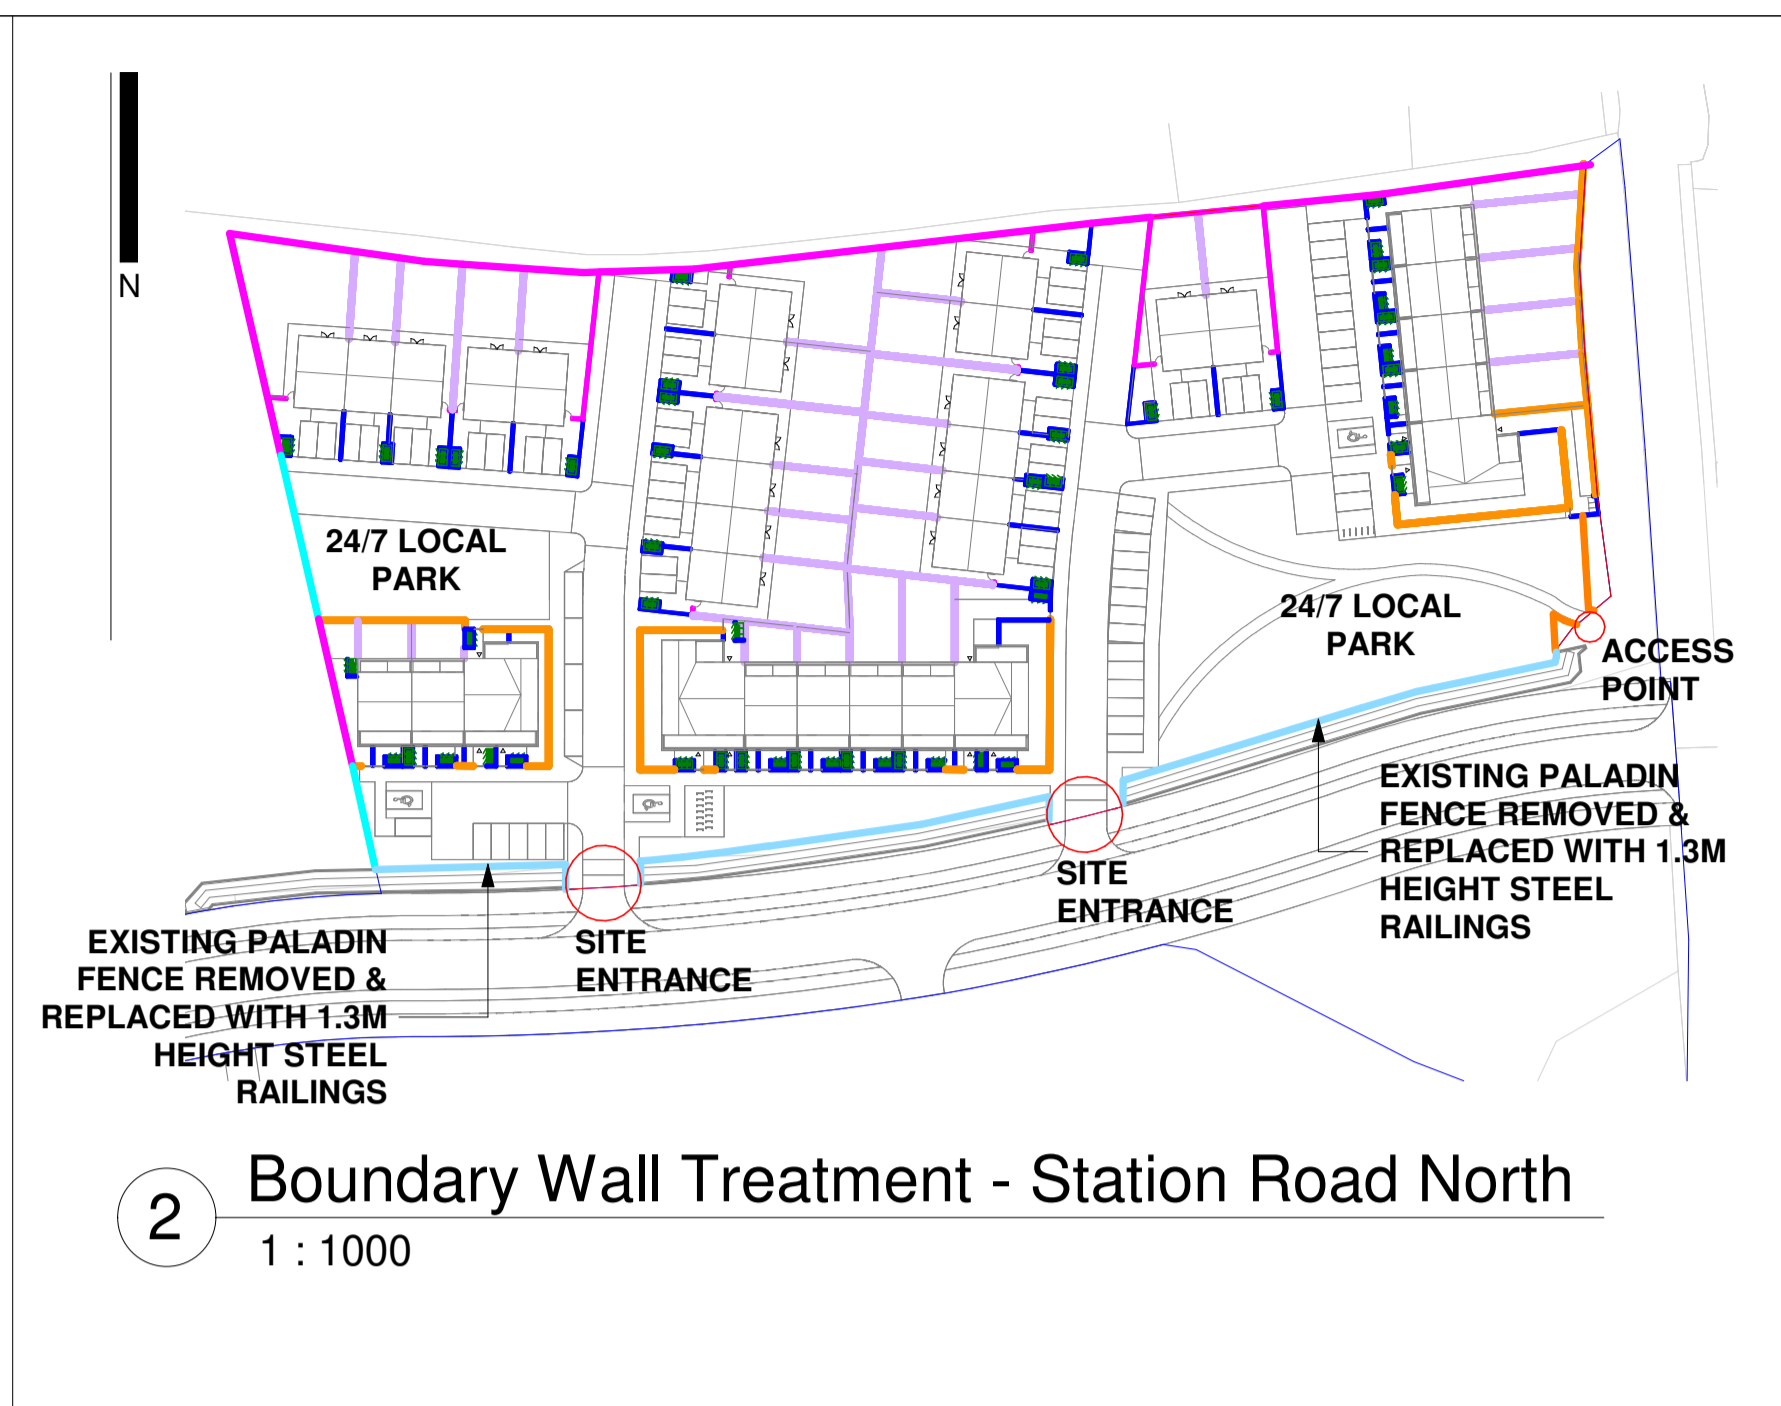 N
24/7 LOCAL
PARK
24/7 LOCAL
PARK
ACCESS
POINT
EXISTING PALADIN
FENCE REMOVED &
REPLACED WITH 1.3M
HEIGHT STEEL
RAILINGS
SITE
ENTRANCE
SITE
ENTRANCE
EXISTING PALADIN
FENCE REMOVED &
REPLACED WITH 1.3M
HEIGHT STEEL
RAILINGS
2
Boundary Wall Treatment - Station Road North
1 : 1000